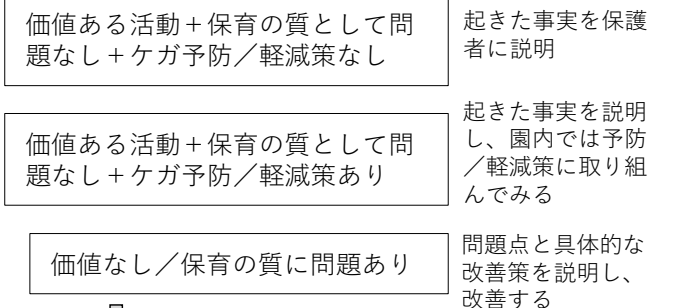 価値ある活動＋保育の質として問
題なし＋ケガ予防／軽減策なし
起きた事実を保護
者に説明
価値ある活動＋保育の質として問
題なし＋ケガ予防／軽減策あり
起きた事実を説明
し、園内では予防
／軽減策に取り組
んでみる
価値なし／保育の質に問題あり
問題点と具体的な
改善策を説明し、
改善する